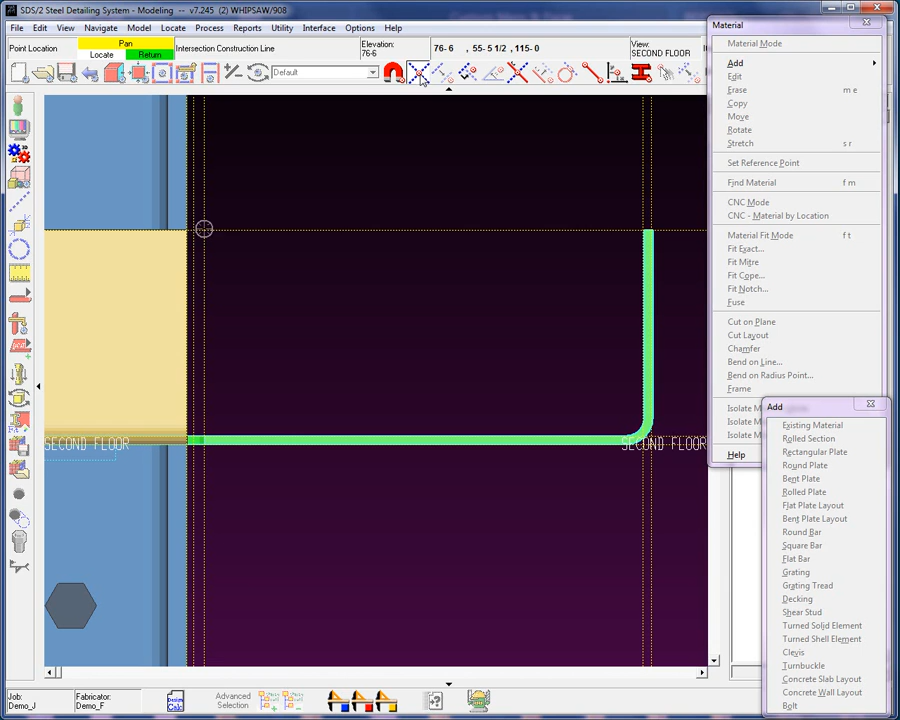 SDS/2 Steel Detailing System - Modeling -- v7.245 (2) WHIPSAW/908
File Edit View Navigate Model Locate Process Reports Utility Interface Options Help
Point Location
Pan
Locate Return
Intersection Construction Line
Elevation:
76-6
76- 6 , 55- 5 1/2 , 115- 0
View:
SECOND FLOOR
Default
Material
Material Mode
Add
Edit
Erase m e
Copy
Move
Rotate
Stretch s r
Set Reference Point
Find Material f m
CNC Mode
CNC - Material by Location
Material Fit Mode f t
Fit Exact...
Fit Mitre
Fit Cope...
Fit Notch...
Fuse
Cut on Plane
Cut Layout
Chamfer
Bend on Line...
Bend on Radius Point...
Frame
Isolate
Isolate
Isolate
Help
Add
Existing Material
Rolled Section
Rectangular Plate
Round Plate
Bent Plate
Rolled Plate
Flat Plate Layout
Bent Plate Layout
Round Bar
Square Bar
Flat Bar
Grating
Grating Tread
Decking
Shear Stud
Turned Solid Element
Turned Shell Element
Clevis
Turnbuckle
Concrete Slab Layout
Concrete Wall Layout
Bolt
SECOND FLOOR
SECOND FLOOR
Job:
Demo_J
Fabricator:
Demo_F
Design
Calc
Advanced
Selection